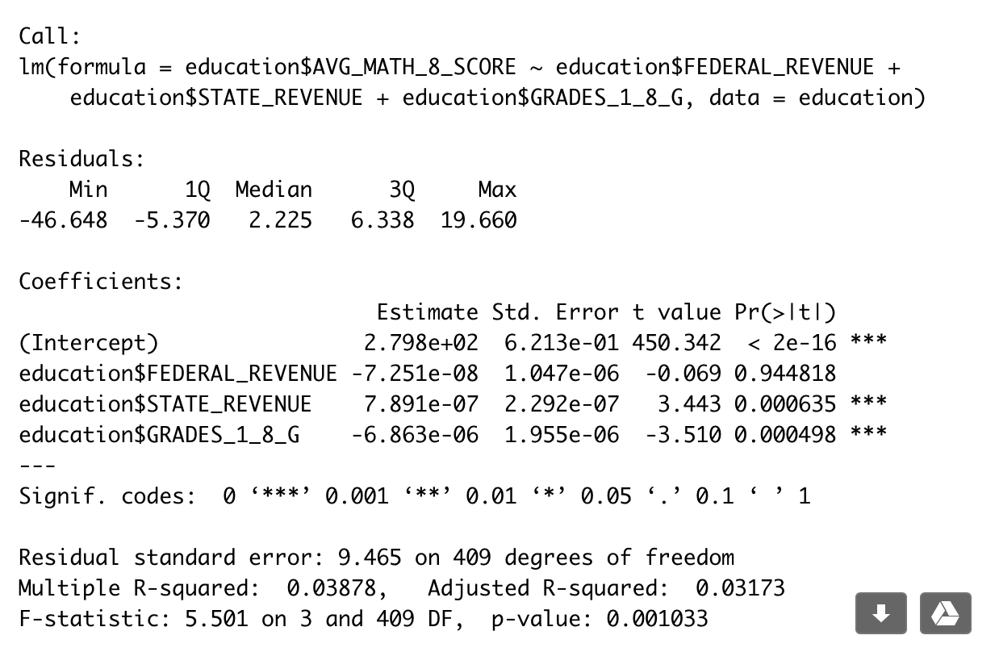 Call:
lm(formula = education$AVG_MATH_8_SCORE ~ education$FEDERAL_REVENUE +
    education$STATE_REVENUE + education$GRADES_1_8_G, data = education)

Residuals:
    Min      1Q  Median      3Q     Max
-46.648  -5.370   2.225   6.338  19.660

Coefficients:
                            Estimate Std. Error t value Pr(>|t|)
(Intercept)                2.798e+02  6.213e-01 450.342  < 2e-16 ***
education$FEDERAL_REVENUE -7.251e-08  1.047e-06  -0.069 0.944818
education$STATE_REVENUE    7.891e-07  2.292e-07   3.443 0.000635 ***
education$GRADES_1_8_G    -6.863e-06  1.955e-06  -3.510 0.000498 ***
---
Signif. codes:  0 ‘***’ 0.001 ‘**’ 0.01 ‘*’ 0.05 ‘.’ 0.1 ‘ ’ 1

Residual standard error: 9.465 on 409 degrees of freedom
Multiple R-squared:  0.03878,   Adjusted R-squared:  0.03173
F-statistic: 5.501 on 3 and 409 DF,  p-value: 0.001033